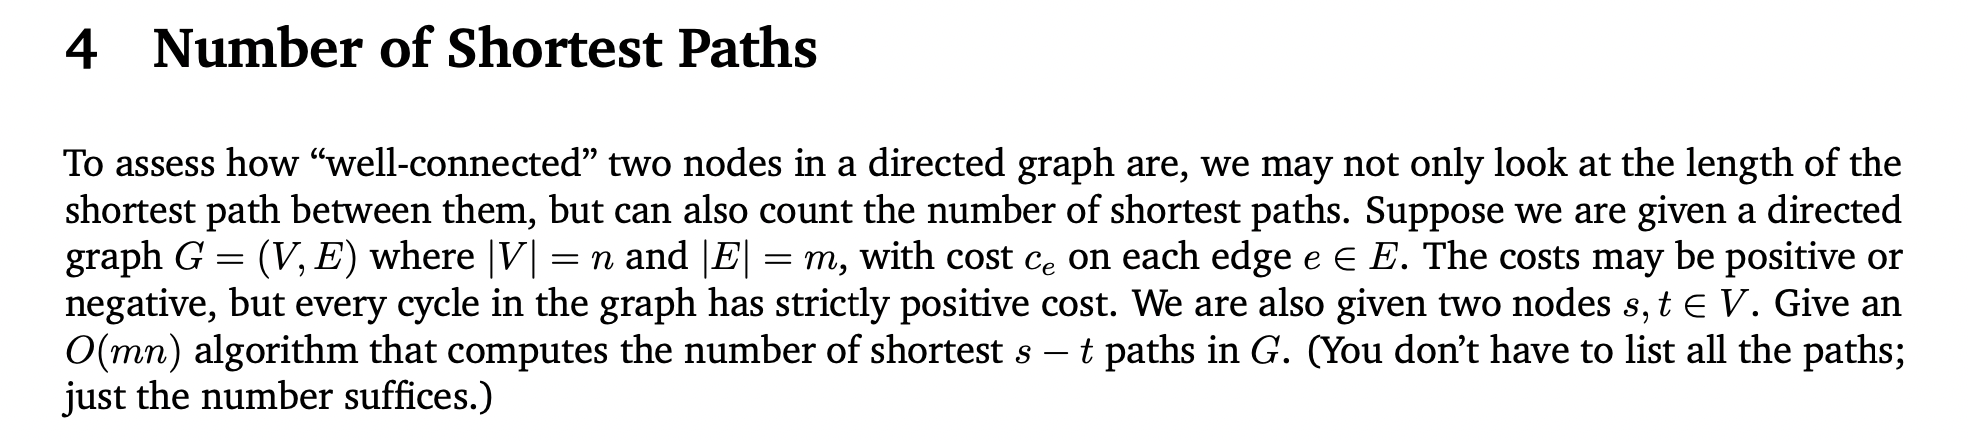 4 Number of Shortest Paths
To assess how “well-connected” two nodes in a directed graph are, we may not only look at the length of the
shortest path between them, but can also count the number of shortest paths. Suppose we are given a directed
graph G = (V, E) where |V| = n and |E| = m, with cost cₑ on each edge e ∈ E. The costs may be positive or
negative, but every cycle in the graph has strictly positive cost. We are also given two nodes s, t ∈ V. Give an
O(mn) algorithm that computes the number of shortest s − t paths in G. (You don’t have to list all the paths;
just the number suffices.)